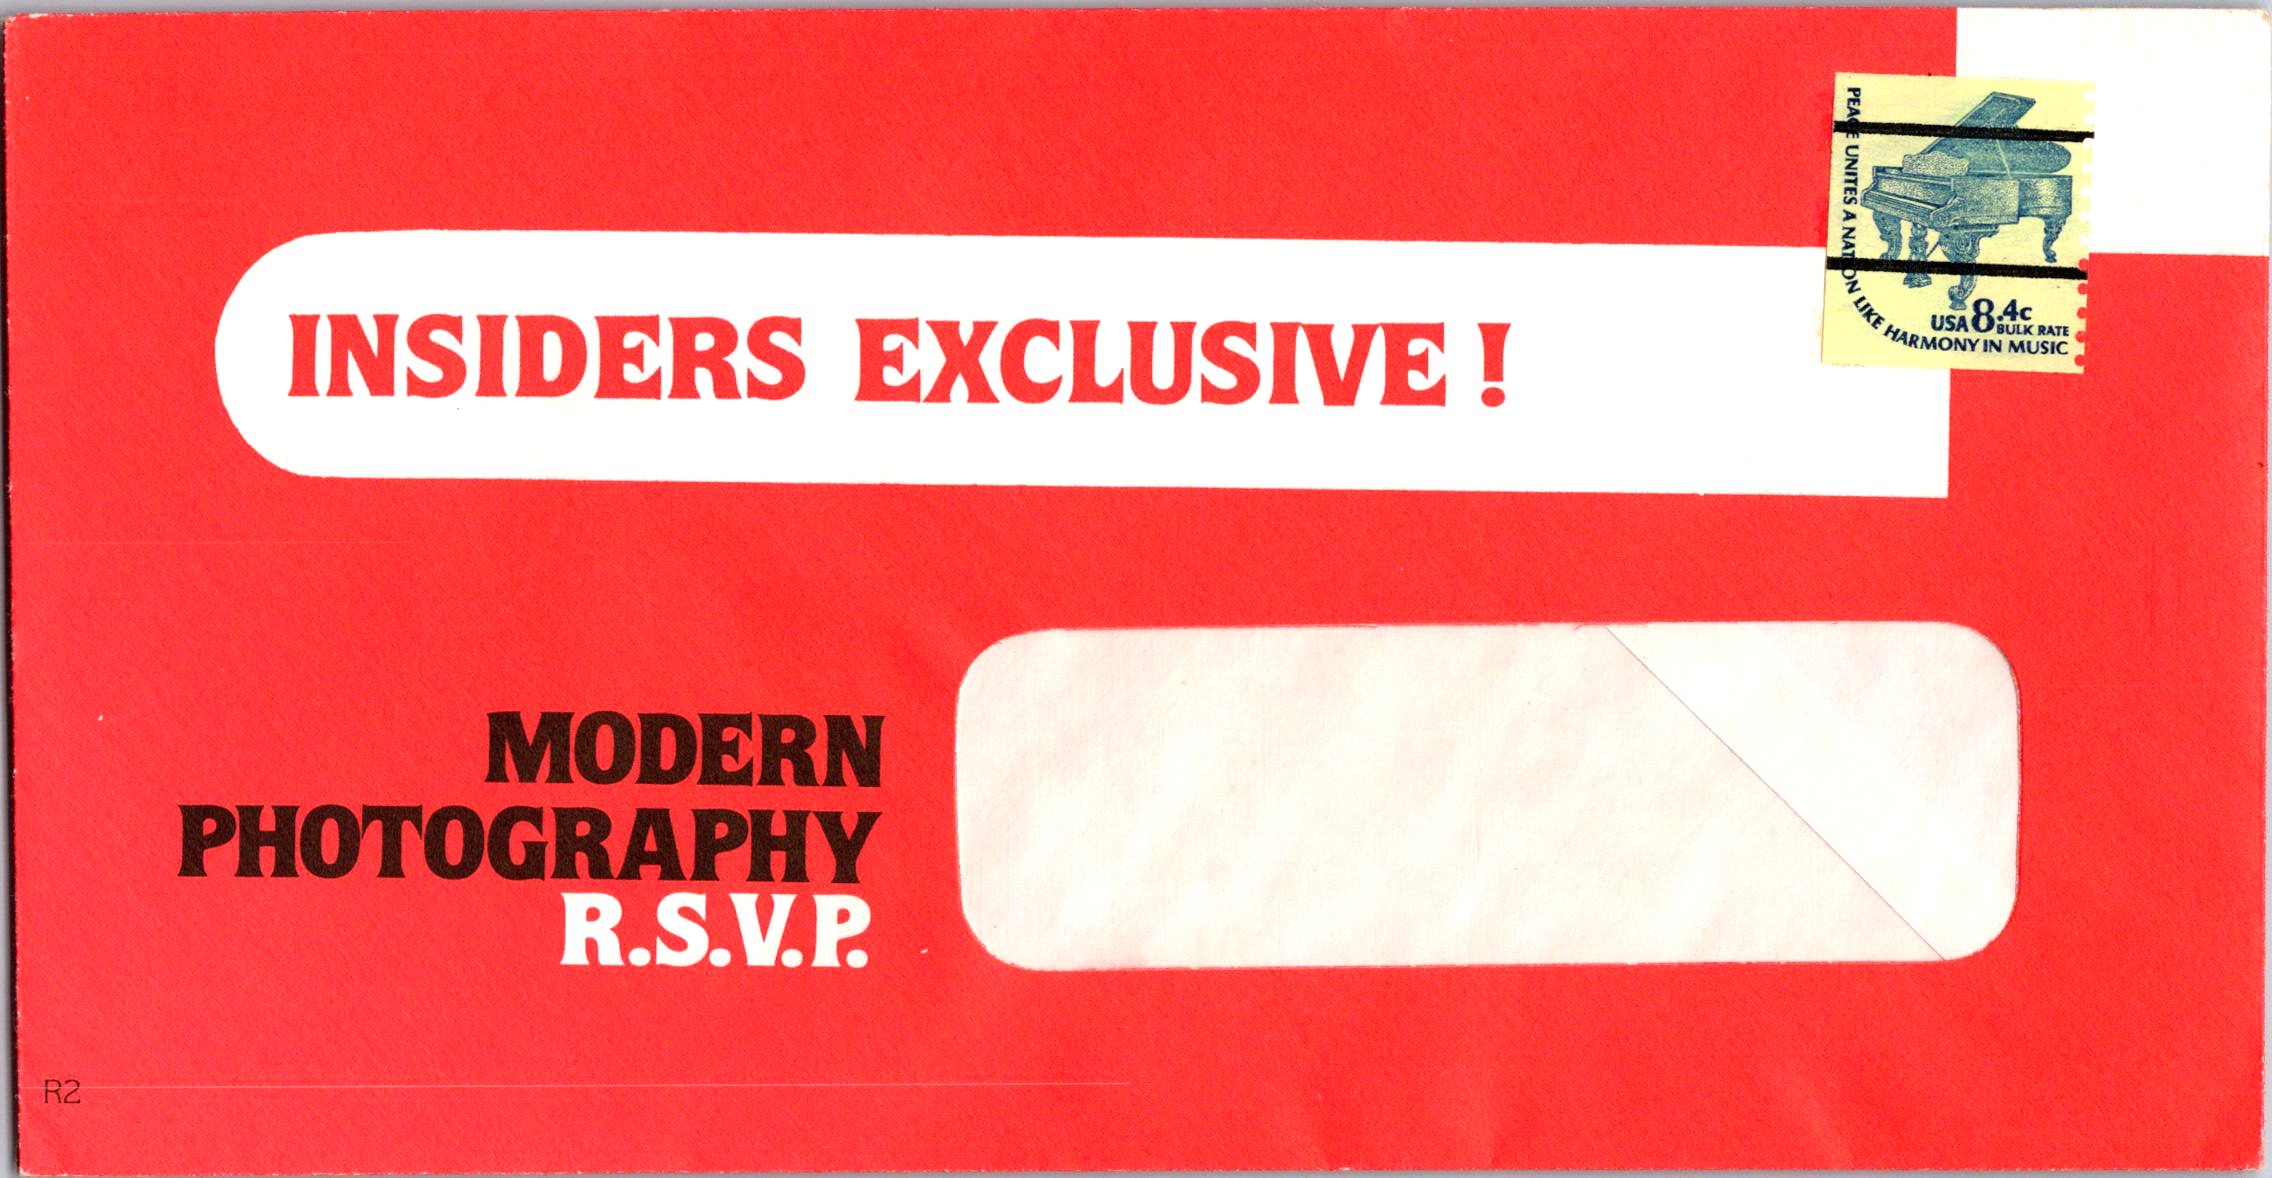 PEACE UNITES A NATION LIKE HARMONY IN MUSIC
USA 8.4c
BULK RATE
INSIDERS EXCLUSIVE!
MODERN
PHOTOGRAPHY
R.S.V.P.
R2